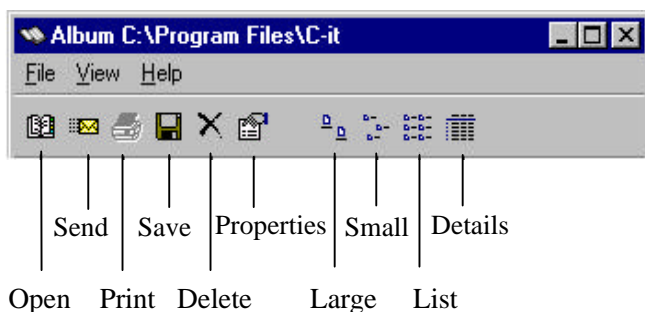 Album C:\Program Files\C-it
File View Help
Send Save Properties Small Details
Open Print Delete Large List